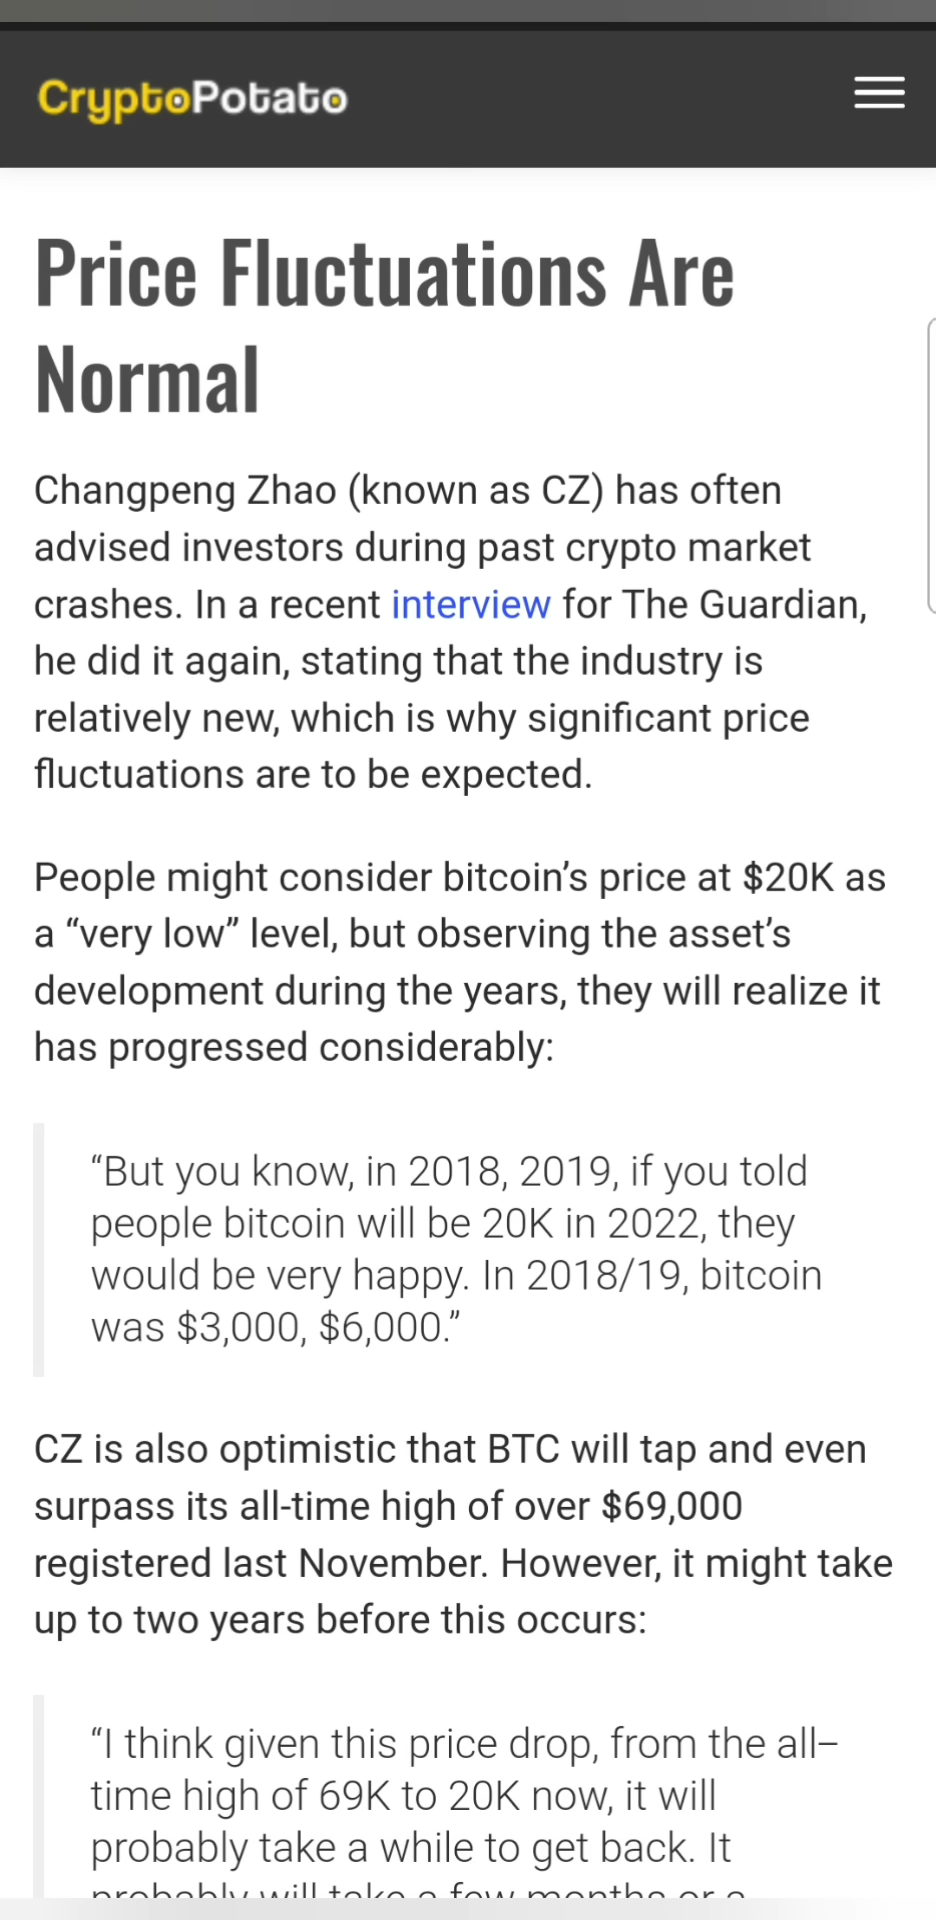 CryptoPotato
Price Fluctuations Are
Normal
Changpeng Zhao (known as CZ) has often
advised investors during past crypto market
crashes. In a recent interview for The Guardian,
he did it again, stating that the industry is
relatively new, which is why significant price
fluctuations are to be expected.
People might consider bitcoin’s price at $20K as
a “very low” level, but observing the asset’s
development during the years, they will realize it
has progressed considerably:
“But you know, in 2018, 2019, if you told
people bitcoin will be 20K in 2022, they
would be very happy. In 2018/19, bitcoin
was $3,000, $6,000.”
CZ is also optimistic that BTC will tap and even
surpass its all-time high of over $69,000
registered last November. However, it might take
up to two years before this occurs:
“I think given this price drop, from the all–
time high of 69K to 20K now, it will
probably take a while to get back. It
probably will take a few months or a